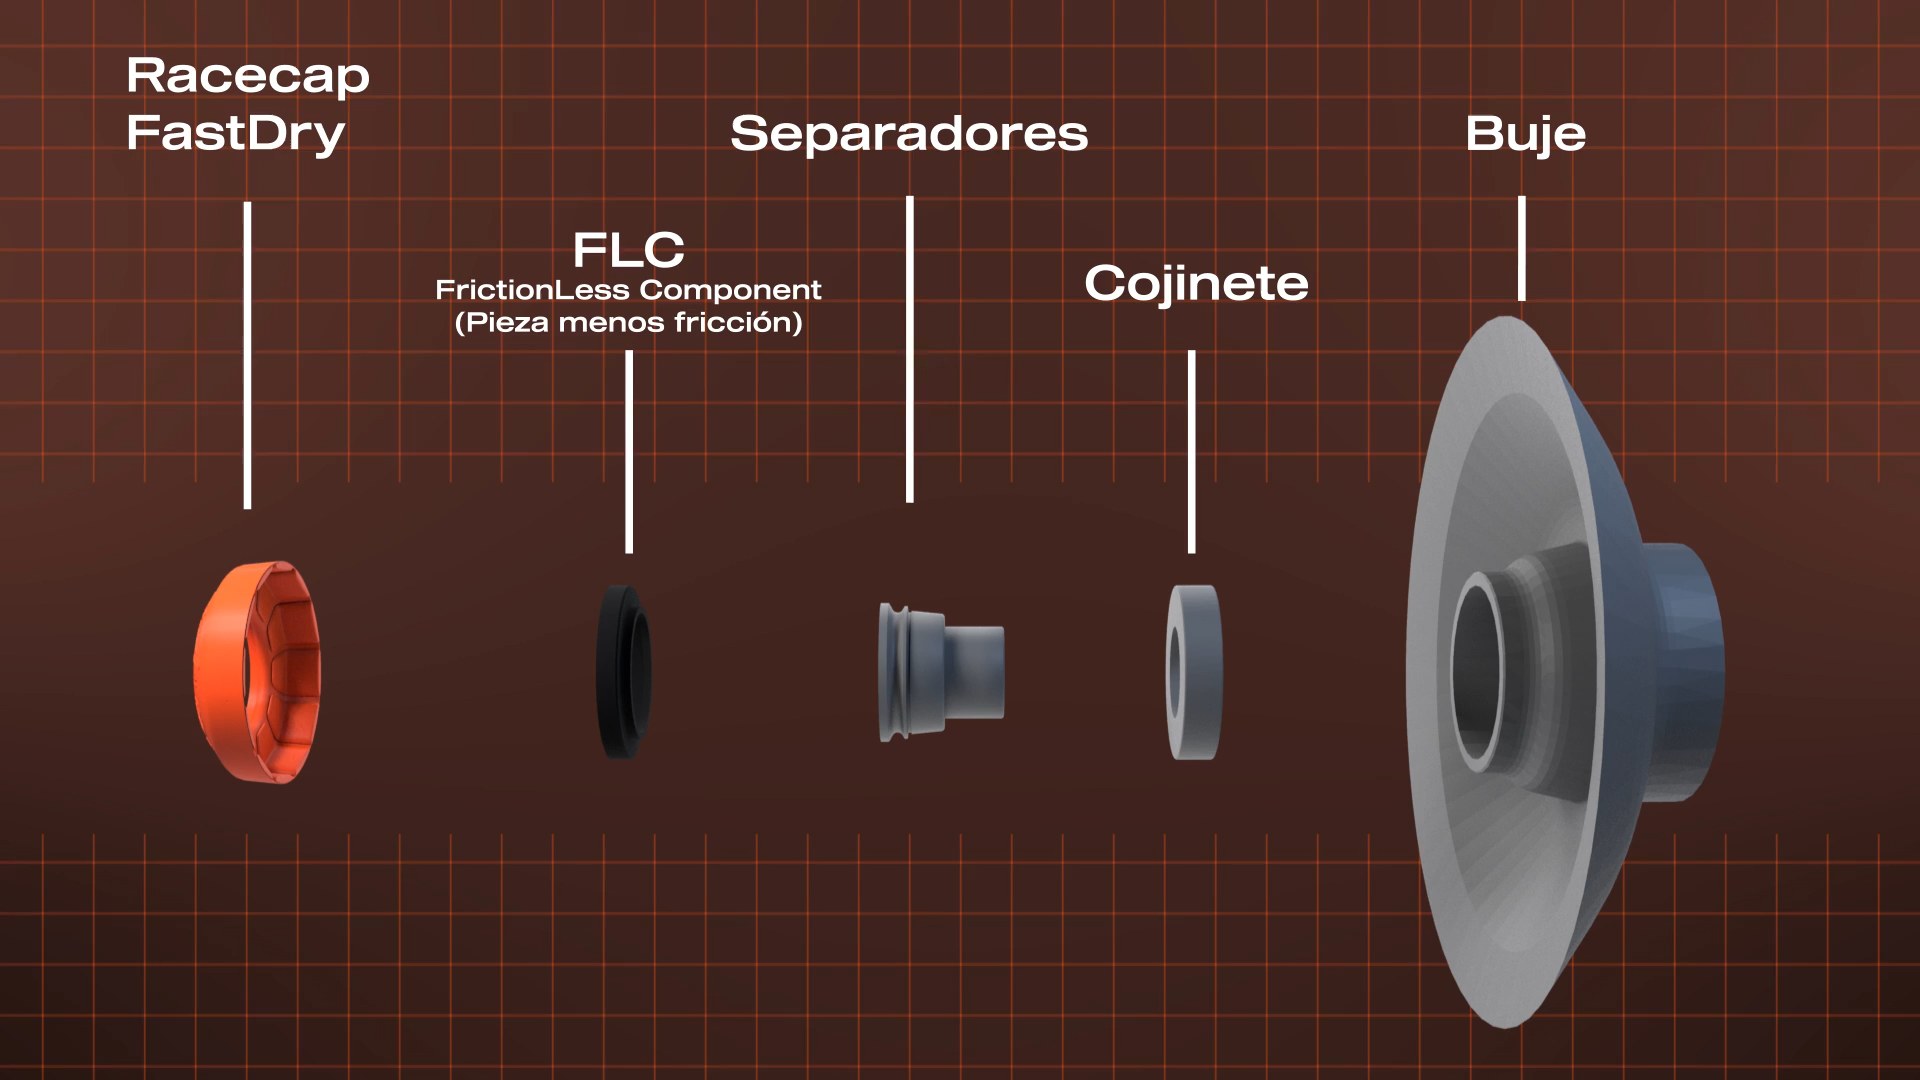 Racecap
FastDry
FLC
FrictionLess Component
(Pieza menos fricción)
Separadores
Cojinete
Buje